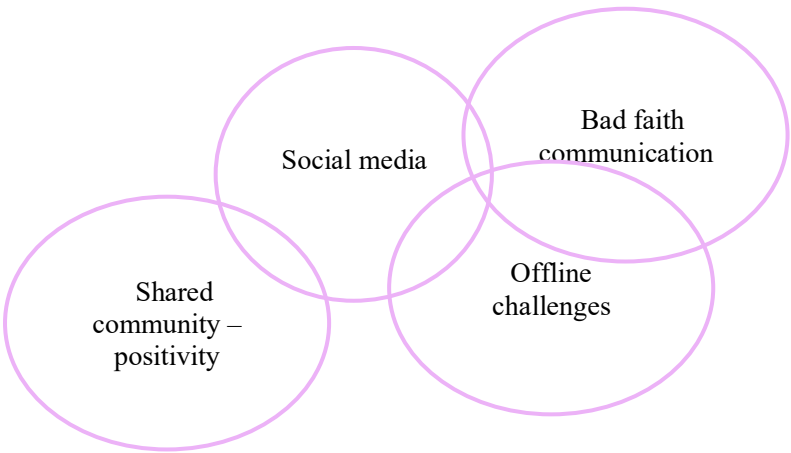 Bad faith
communication
Social media
Offline
challenges
Shared
community –
positivity